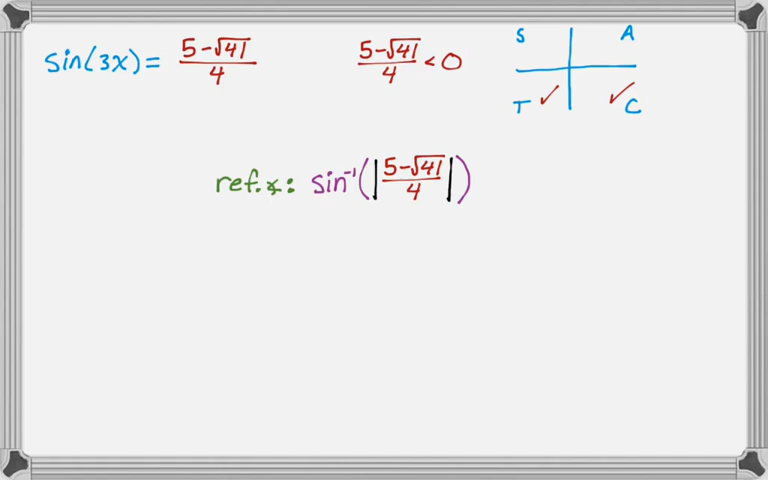 sin(3x) = (5-√41)/4    (5-√41)/4 < 0    S A
T ✓ ✓ C
ref.∡: sin⁻¹(|(5-√41)/4|)